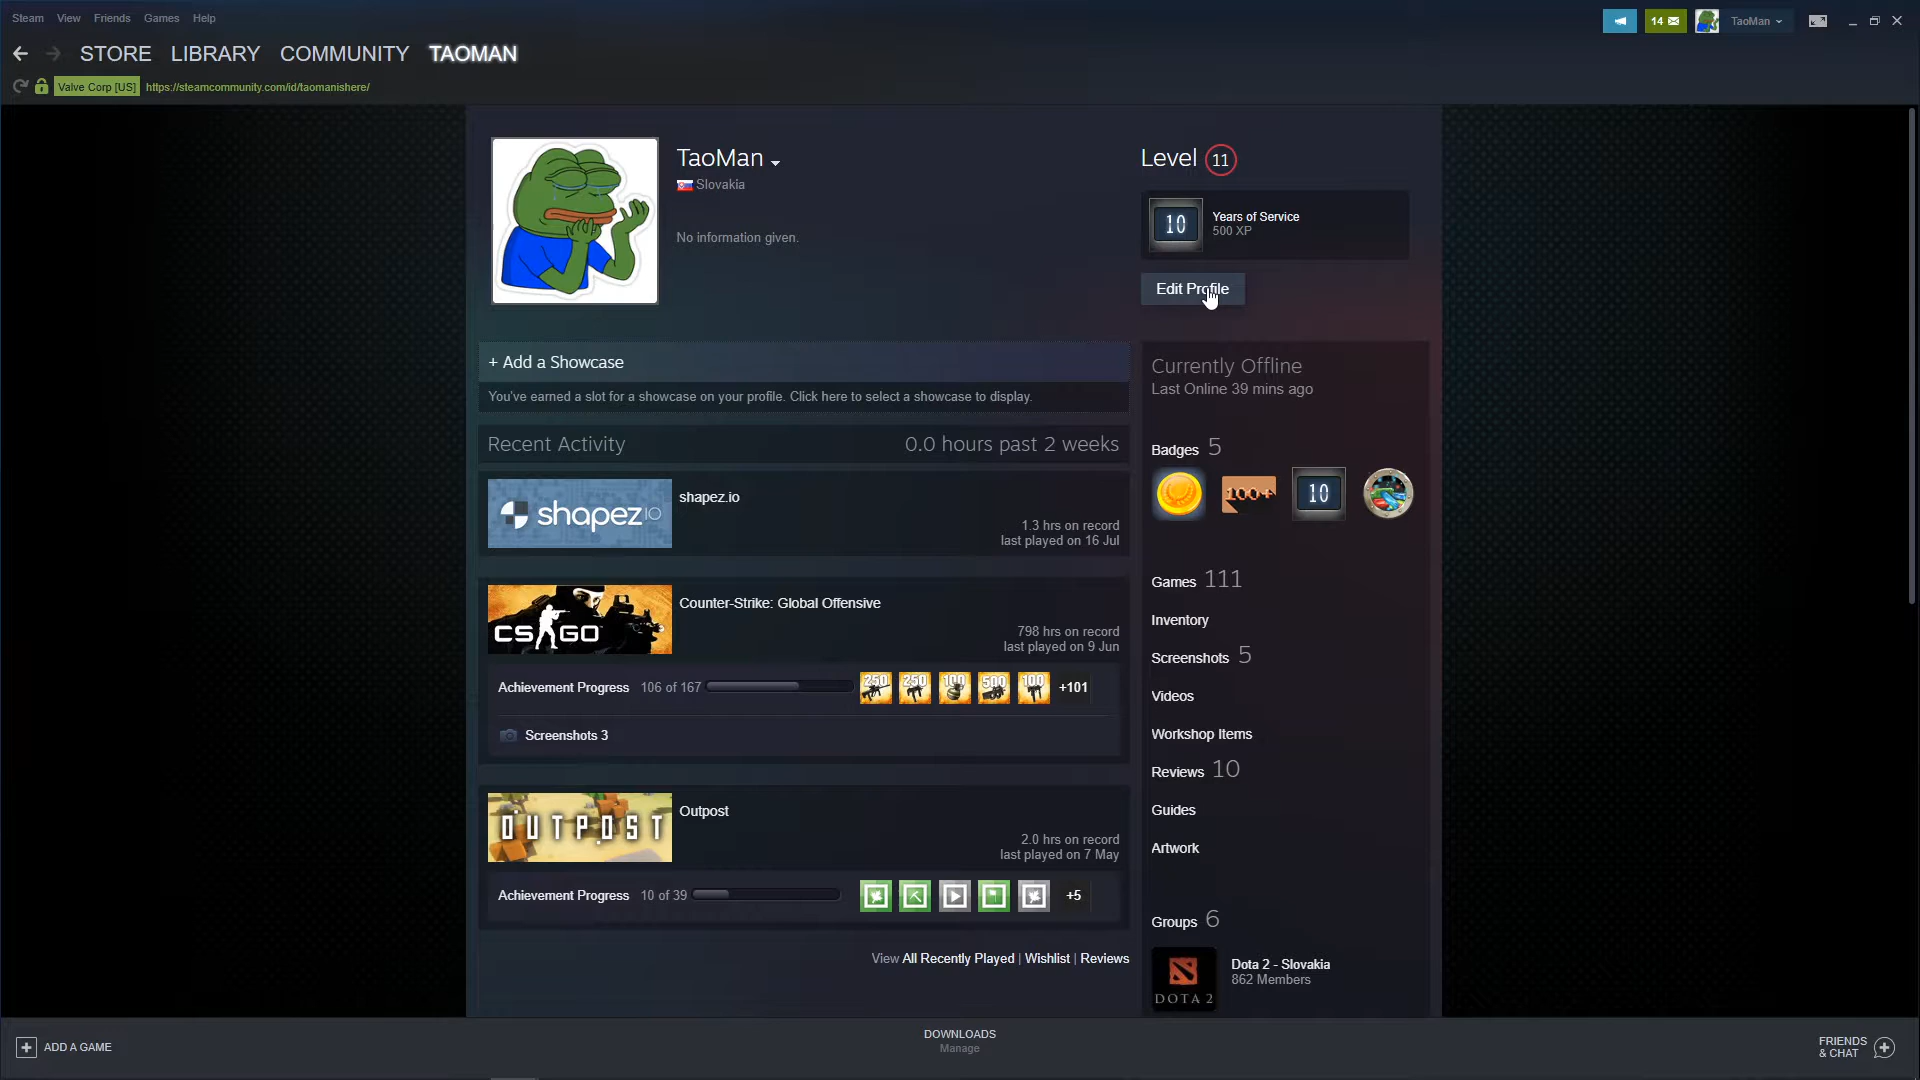 Steam View Friends Games Help
14
TaoMan
STORE LIBRARY COMMUNITY TAOMAN
Valve Corp [US] https://steamcommunity.com/id/taomanishere/
TaoMan
Slovakia
No information given.
Level 11
10
Years of Service
500 XP
Edit Profile
+ Add a Showcase
You've earned a slot for a showcase on your profile. Click here to select a showcase to display.
Recent Activity 0.0 hours past 2 weeks
shapez IO
shapez.io
1.3 hrs on record
last played on 16 Jul
CS GO
Counter-Strike: Global Offensive
798 hrs on record
last played on 9 Jun
Achievement Progress 106 of 167 250 250 100 500 100 +101
Screenshots 3
OUTPOST
Outpost
2.0 hrs on record
last played on 7 May
Achievement Progress 10 of 39 +5
View All Recently Played | Wishlist | Reviews
Currently Offline
Last Online 39 mins ago
Badges 5
100+ 10
Games 111
Inventory
Screenshots 5
Videos
Workshop Items
Reviews 10
Guides
Artwork
Groups 6
DOTA 2
Dota 2 - Slovakia
862 Members
ADD A GAME
DOWNLOADS
Manage
FRIENDS
& CHAT